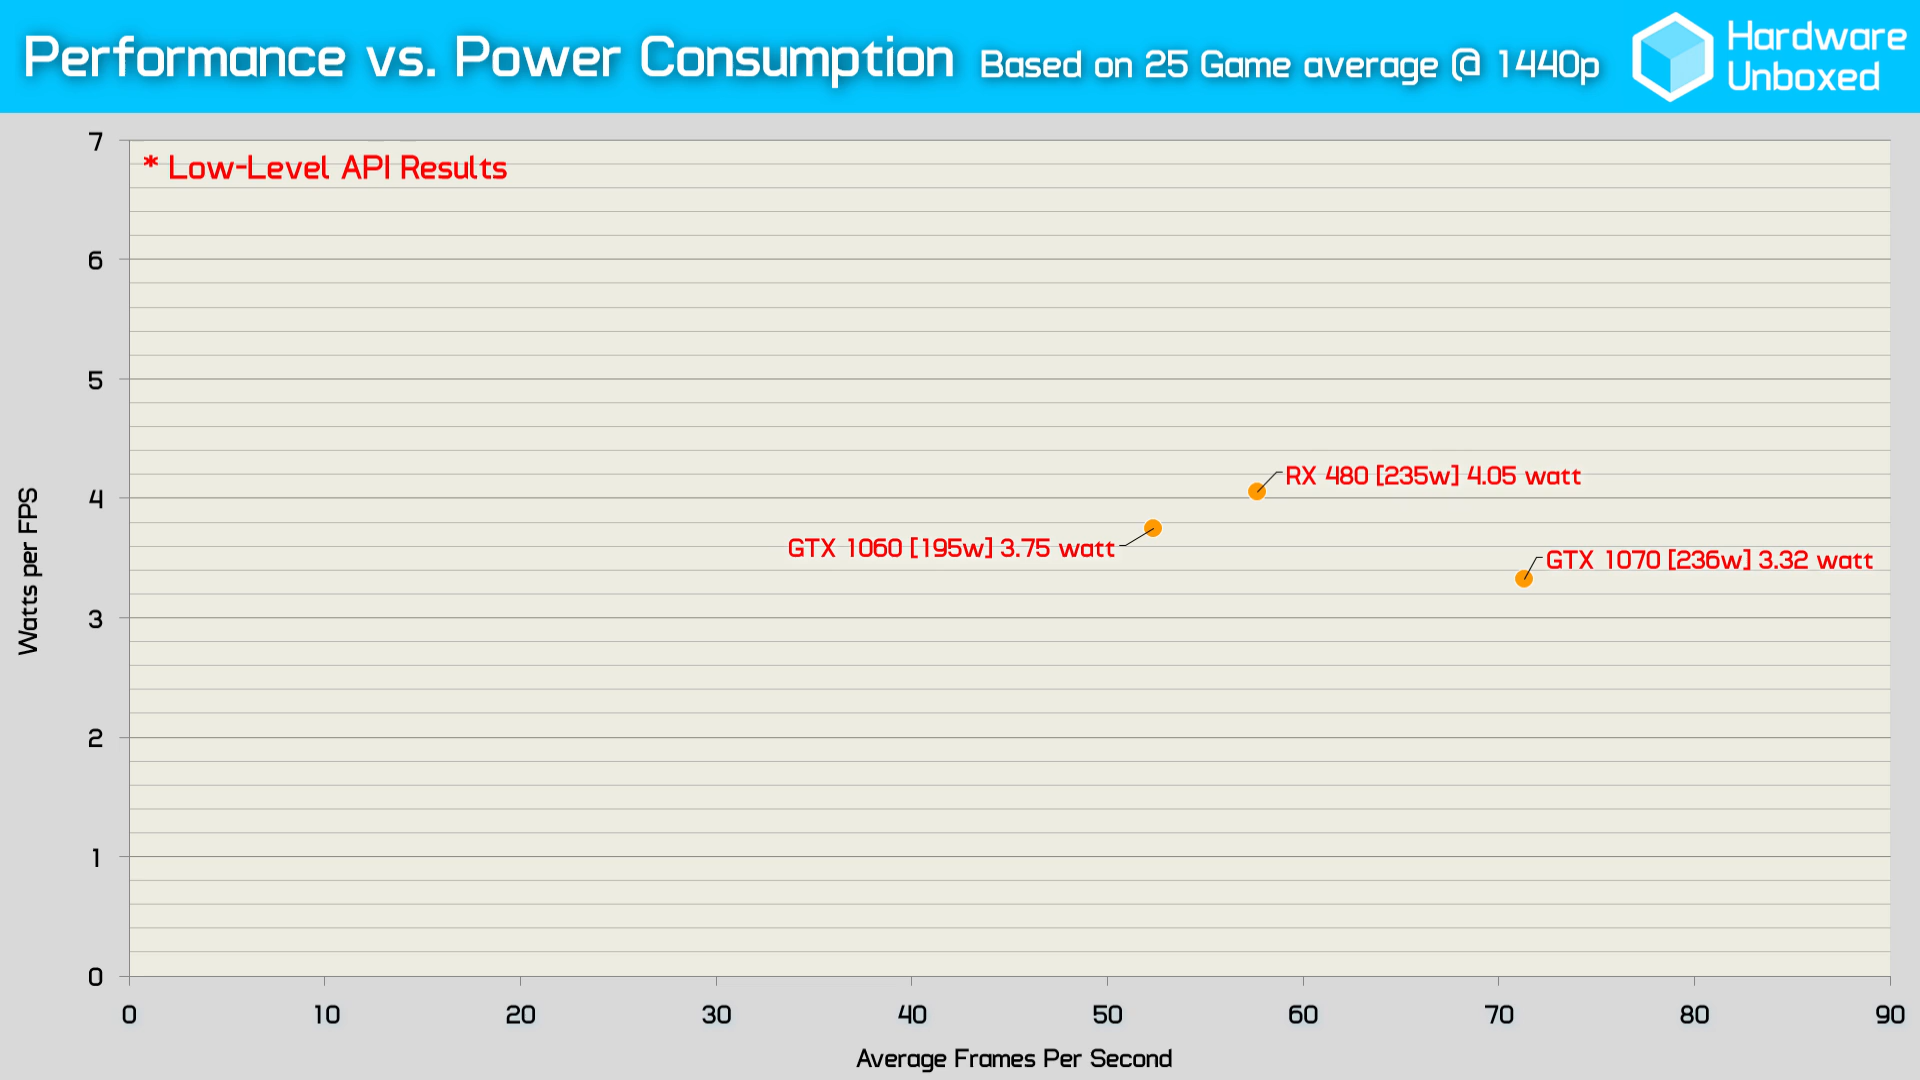 Performance vs. Power Consumption Based on 25 Game average @ 1440p
Hardware
Unboxed
* Low-Level API Results
7
6
5
4
3
2
1
0
Watts per FPS
RX 480 [235w] 4.05 watt
GTX 1060 [195w] 3.75 watt
GTX 1070 [236w] 3.32 watt
0 10 20 30 40 50 60 70 80 90
Average Frames Per Second